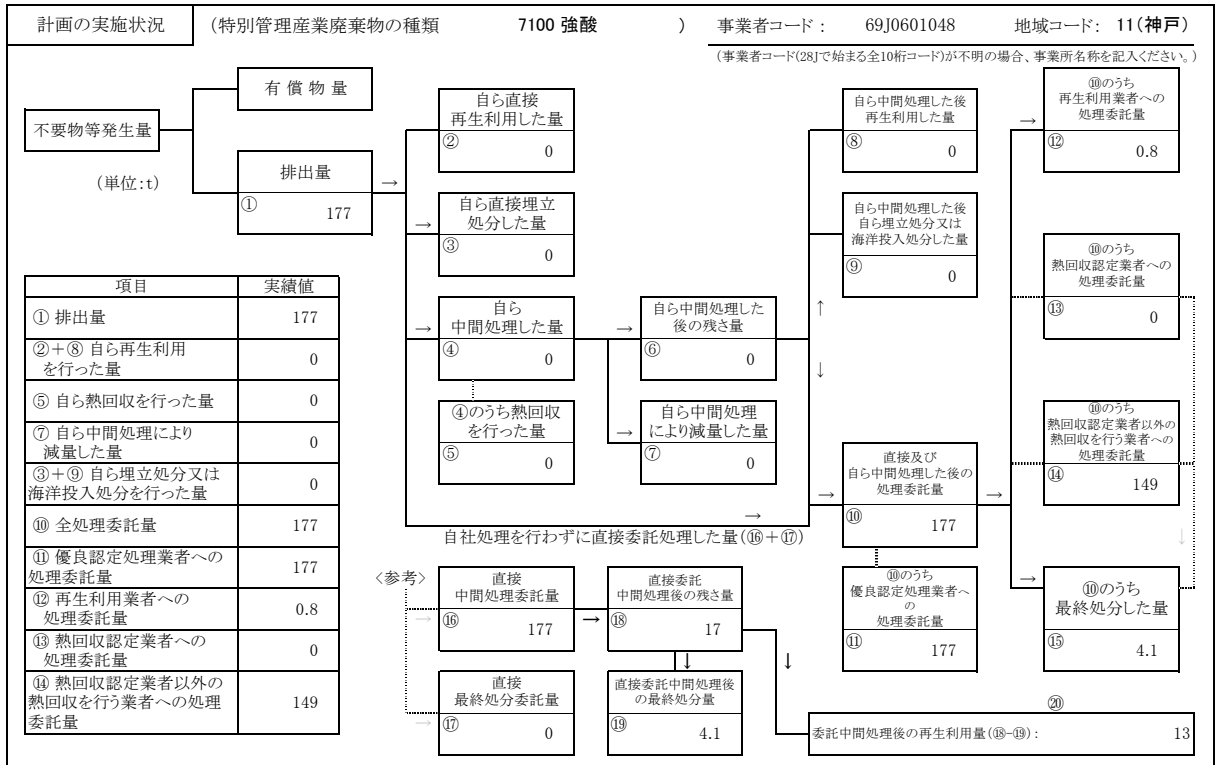 計画の実施状況 (特別管理産業廃棄物の種類 7100 強酸 ) 事業者コード: 69J0601048 地域コード: 11(神戸)
(事業者コード(28Jで始まる全10桁コード)が不明の場合、事業所名称を記入ください。)
不要物等発生量
(単位:t)
有償物量
排出量
→
① 177
自ら直接
再生利用した量
② 0
→
自ら直接埋立
処分した量
③ 0
→
自ら
中間処理した量
④ 0
④のうち熱回収
を行った量
⑤ 0
→
自ら中間処理した
後の残さ量
⑥ 0
→
自ら中間処理
により減量した量
⑦ 0
自ら中間処理した後
再生利用した量
⑧ 0
自ら中間処理した後
自ら埋立処分又は
海洋投入処分した量
⑨ 0
↑
↓
→
直接及び
自ら中間処理した後の
処理委託量
⑩ 177
→
⑩のうち
優良認定処理業者へ
の
処理委託量
⑪ 177
→
⑩のうち
再生利用業者への
処理委託量
⑫ 0.8
⑩のうち
熱回収認定業者への
処理委託量
⑬ 0
⑩のうち
熱回収認定業者以外の
熱回収を行う業者への
処理委託量
⑭ 149
↓
→
⑩のうち
最終処分した量
⑮ 4.1
→
自社処理を行わずに直接委託処理した量(⑯+⑰)
<参考>
直接
中間処理委託量
→
⑯ 177
→
直接委託
中間処理後の残さ量
⑱ 17
↓
↓
直接
最終処分委託量
→
⑰ 0
直接委託中間処理後
の最終処分量
⑲ 4.1
⑳
委託中間処理後の再生利用量(⑱-⑲): 13
項目 実績値
① 排出量 177
②+⑧ 自ら再生利用
を行った量 0
⑤ 自ら熱回収を行った量 0
⑦ 自ら中間処理により
減量した量 0
③+⑨ 自ら埋立処分又は
海洋投入処分を行った量 0
⑩ 全処理委託量 177
⑪ 優良認定処理業者への
処理委託量 177
⑫ 再生利用業者への
処理委託量 0.8
⑬ 熱回収認定業者への
処理委託量 0
⑭ 熱回収認定業者以外の
熱回収を行う業者への処理
委託量 149